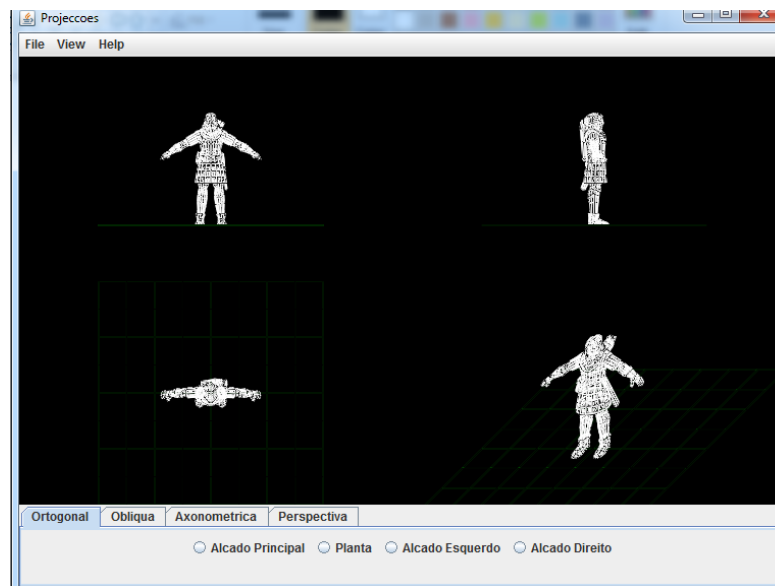 Projeccoes
File View Help
Ortogonal Obliqua Axonometrica Perspectiva
Alcado Principal Planta Alcado Esquerdo Alcado Direito